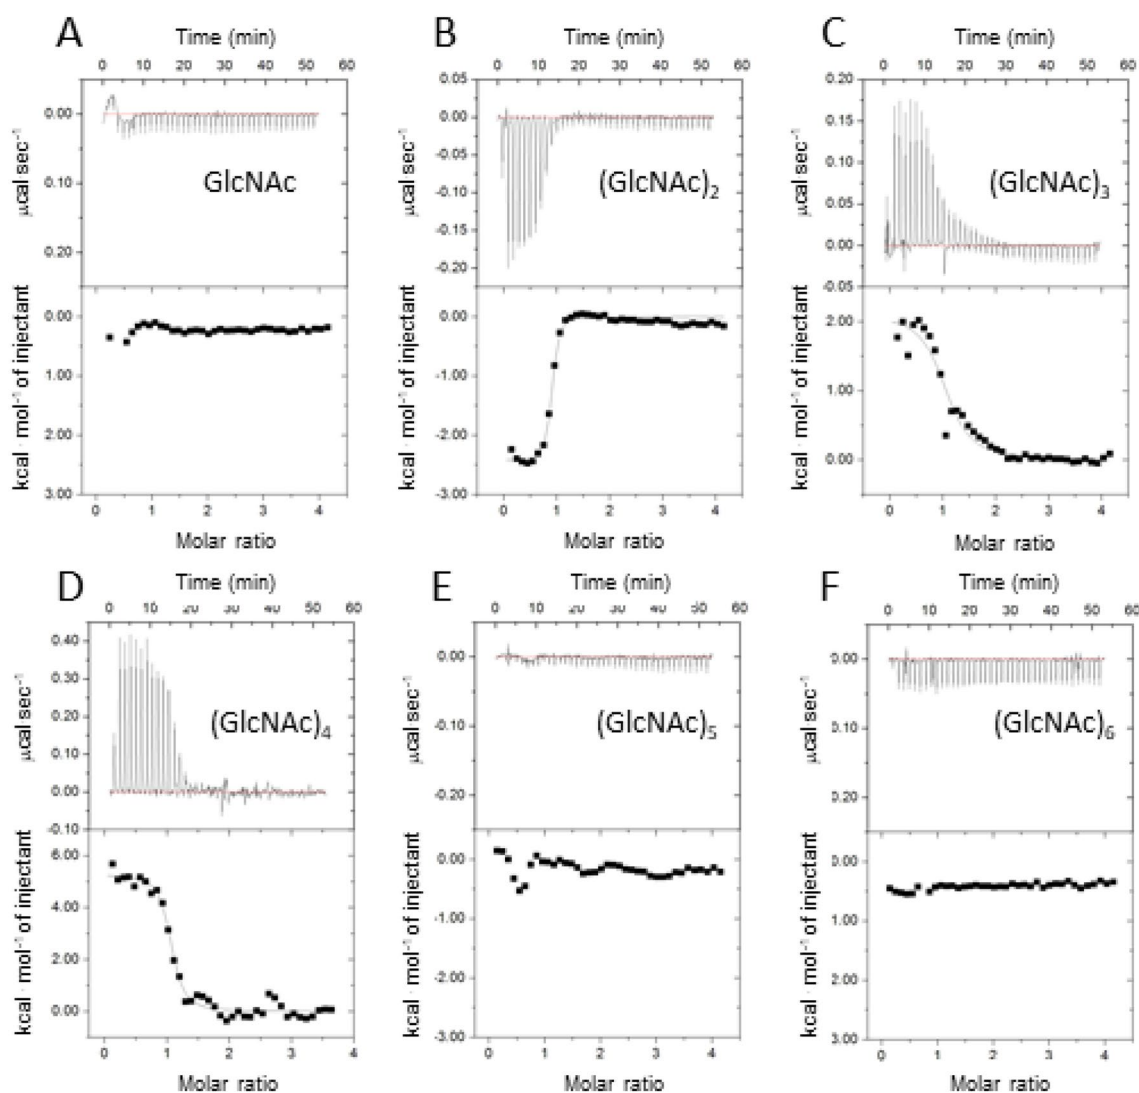 A
Time (min)
0 10 20 30 40 50 60
0.00
0.10
0.20
µcal sec⁻¹
GlcNAc
0.00
1.00
2.00
3.00
kcal · mol⁻¹ of injectant
0 1 2 3 4
Molar ratio
B
Time (min)
0 10 20 30 40 50 60
0.05
0.00
-0.05
-0.10
-0.15
-0.20
µcal sec⁻¹
(GlcNAc)₂
0.00
-1.00
-2.00
-3.00
kcal · mol⁻¹ of injectant
0 1 2 3 4
Molar ratio
C
Time (min)
0 10 20 30 40 50 60
0.20
0.15
0.10
0.05
0.00
-0.05
µcal sec⁻¹
(GlcNAc)₃
2.00
1.00
0.00
kcal · mol⁻¹ of injectant
0 1 2 3 4
Molar ratio
D
Time (min)
0 10 20 30 40 50 60
0.40
0.30
0.20
0.10
0.00
-0.10
µcal sec⁻¹
(GlcNAc)₄
6.00
4.00
2.00
0.00
kcal · mol⁻¹ of injectant
0 1 2 3 4
Molar ratio
E
Time (min)
0 10 20 30 40 50 60
0.00
-0.10
-0.20
µcal sec⁻¹
(GlcNAc)₅
0.00
-1.00
-2.00
-3.00
kcal · mol⁻¹ of injectant
0 1 2 3 4
Molar ratio
F
Time (min)
0 10 20 30 40 50 60
0.00
0.10
0.20
µcal sec⁻¹
(GlcNAc)₆
0.00
1.00
2.00
3.00
kcal · mol⁻¹ of injectant
0 1 2 3 4
Molar ratio